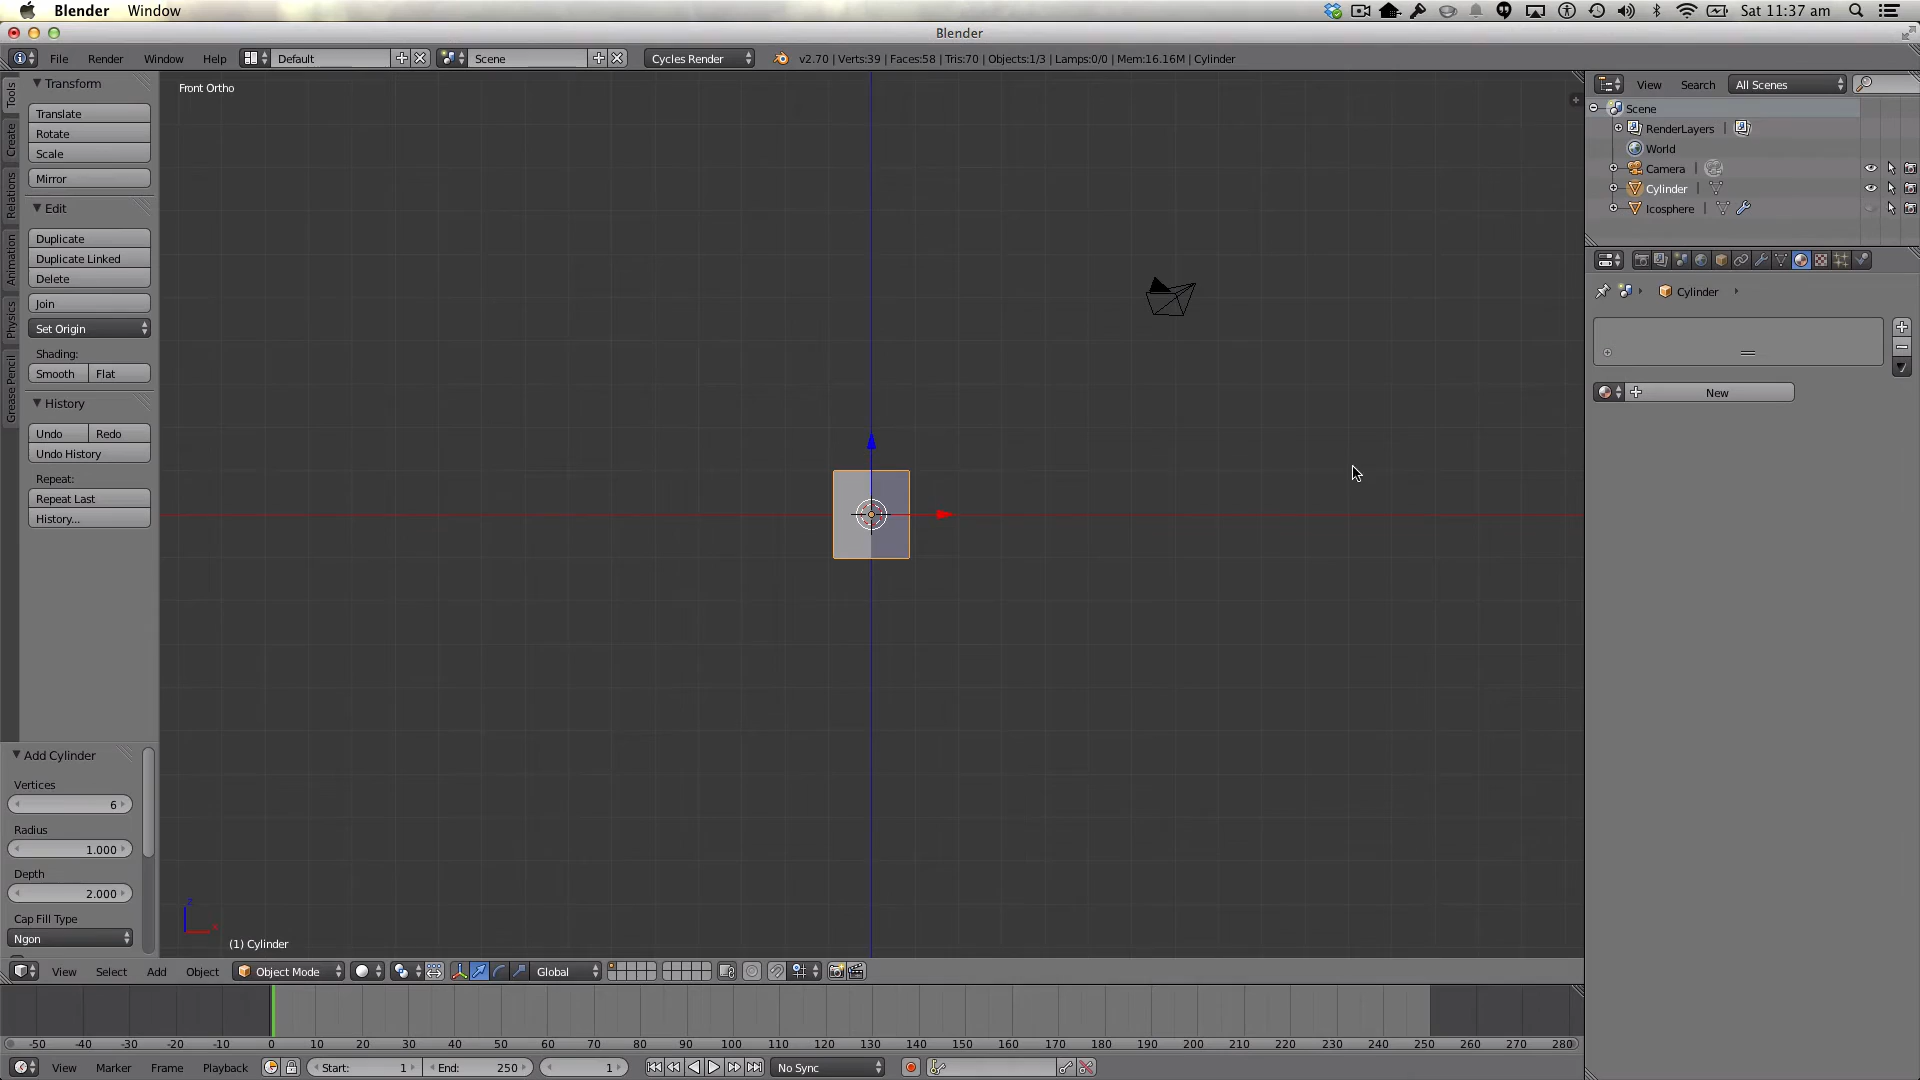 Blender Window Sat 11:37 am
Blender
File Render Window Help Default Scene Cycles Render v2.70 | Verts:39 | Faces:58 | Tris:70 | Objects:1/3 | Lamps:0/0 | Mem:16.16M | Cylinder
Tools
Create
Relations
Animation
Physics
Grease Pencil
Transform
Translate
Rotate
Scale
Mirror
Edit
Duplicate
Duplicate Linked
Delete
Join
Set Origin
Shading:
Smooth Flat
History
Undo Redo
Undo History
Repeat:
Repeat Last
History...
Add Cylinder
Vertices
6
Radius
1.000
Depth
2.000
Cap Fill Type
Ngon
Front Ortho
z
x
(1) Cylinder
View Search All Scenes
Scene
RenderLayers |
World
Camera |
Cylinder |
Icosphere |
Cylinder
New
View Select Add Object Object Mode Global
-50 -40 -30 -20 -10 0 10 20 30 40 50 60 70 80 90 100 110 120 130 140 150 160 170 180 190 200 210 220 230 240 250 260 270 280
View Marker Frame Playback Start: 1 End: 250 1 No Sync